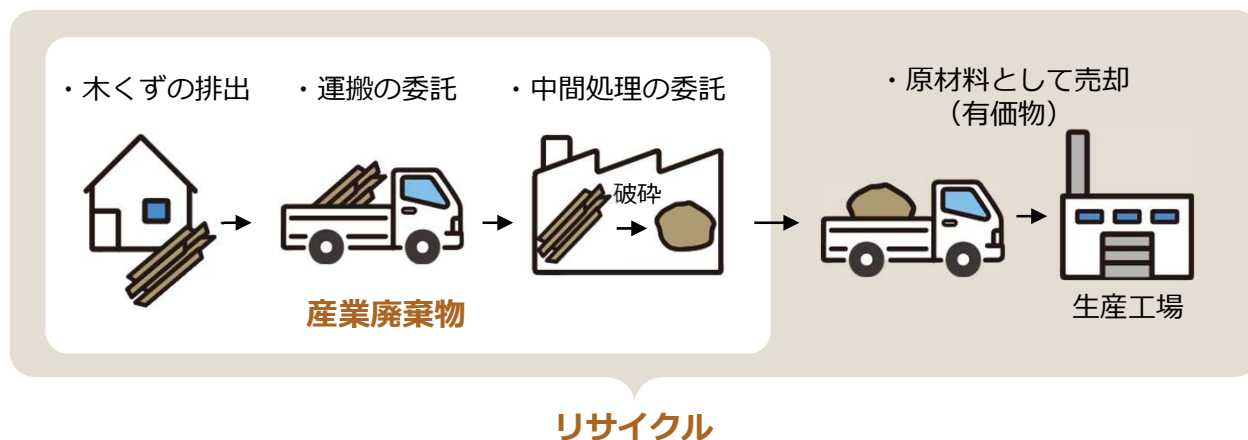 ・木くずの排出
・運搬の委託
・中間処理の委託
・原材料として売却
（有価物）
破砕
生産工場
産業廃棄物
リサイクル